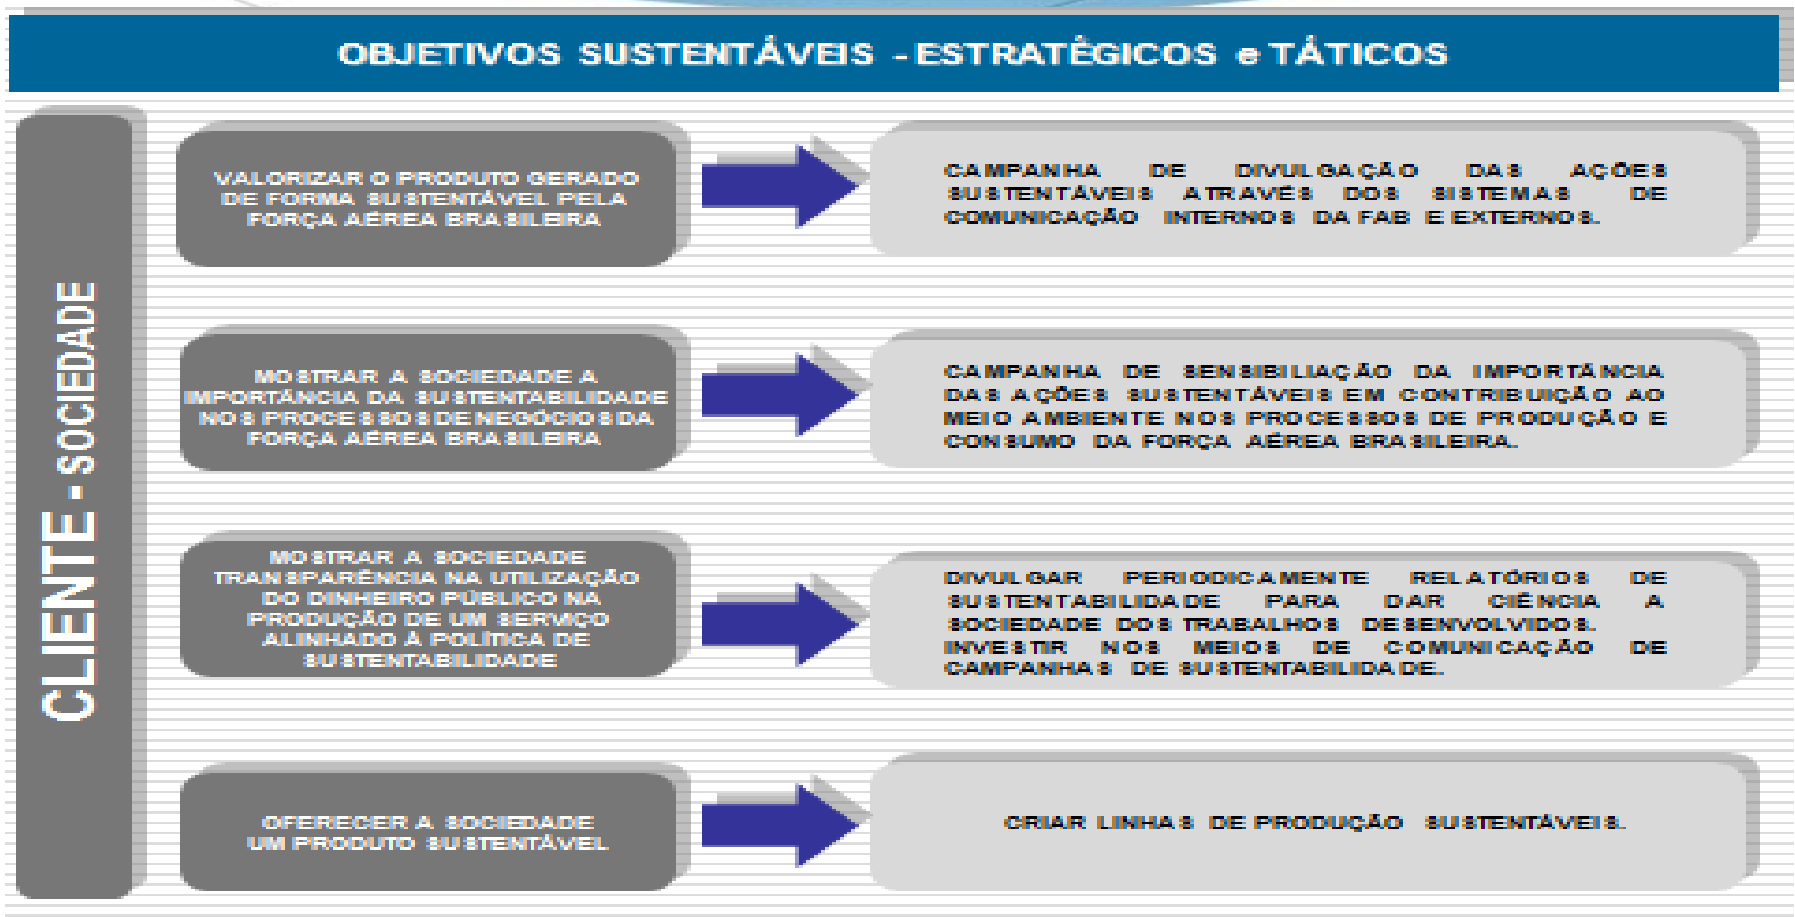 OBJETIVOS SUSTENTÁVEIS - ESTRATÉGICOS e TÁTICOS
CLIENTE - SOCIEDADE
VALORIZAR O PRODUTO GERADO
DE FORMA SUSTENTÁVEL PELA
FORÇA AÉREA BRASILEIRA
CAMPANHA DE DIVULGAÇÃO DAS AÇÕES
SUSTENTÁVEIS ATRAVÉS DOS SISTEMAS DE
COMUNICAÇÃO INTERNOS DA FAB E EXTERNOS.
MOSTRAR A SOCIEDADE A
IMPORTÂNCIA DA SUSTENTABILIDADE
NOS PROCESSOS DE NEGÓCIOS DA
FORÇA AÉREA BRASILEIRA
CAMPANHA DE SENSIBILIAÇÃO DA IMPORTÂNCIA
DAS AÇÕES SUSTENTÁVEIS EM CONTRIBUIÇÃO AO
MEIO AMBIENTE NOS PROCESSOS DE PRODUÇÃO E
CONSUMO DA FORÇA AÉREA BRASILEIRA.
MOSTRAR A SOCIEDADE
TRANSPARÊNCIA NA UTILIZAÇÃO
DO DINHEIRO PÚBLICO NA
PRODUÇÃO DE UM SERVIÇO
ALINHADO À POLÍTICA DE
SUSTENTABILIDADE
DIVULGAR PERIODICAMENTE RELATÓRIOS DE
SUSTENTABILIDADE PARA DAR CIÊNCIA A
SOCIEDADE DOS TRABALHOS DESENVOLVIDOS.
INVESTIR NOS MEIOS DE COMUNICAÇÃO DE
CAMPANHAS DE SUSTENTABILIDADE.
OFERECER A SOCIEDADE
UM PRODUTO SUSTENTÁVEL
CRIAR LINHAS DE PRODUÇÃO SUSTENTÁVEIS.